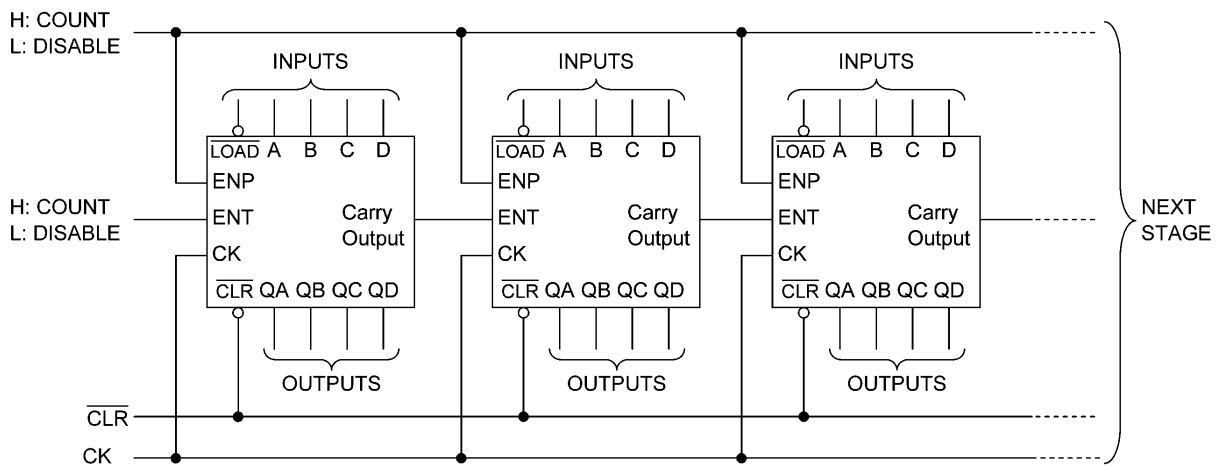 H: COUNT
L: DISABLE
INPUTS INPUTS INPUTS
LOAD A B C D LOAD A B C D LOAD A B C D
ENP ENP ENP
H: COUNT
L: DISABLE
ENT Carry Output ENT Carry Output ENT Carry Output
NEXT
STAGE
CK CK CK
CLR QA QB QC QD CLR QA QB QC QD CLR QA QB QC QD
OUTPUTS OUTPUTS OUTPUTS
CLR
CK